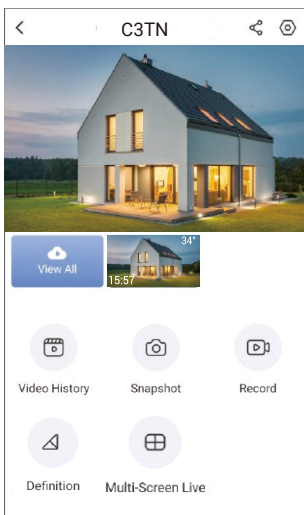 C3TN
View All
34"
15:57
Video History
Snapshot
Record
Definition
Multi-Screen Live